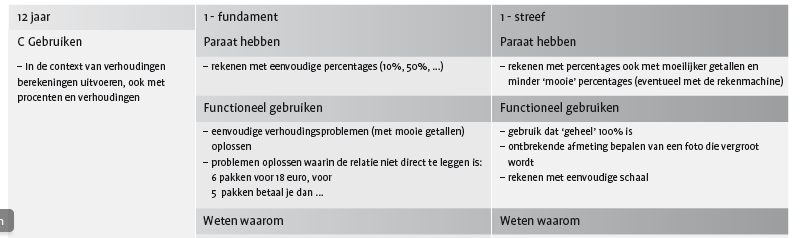 12 jaar
C Gebruiken
– In de context van verhoudingen
berekeningen uitvoeren, ook met
procenten en verhoudingen
1 - fundament
Paraat hebben
– rekenen met eenvoudige percentages (10%, 50%, ...)
Functioneel gebruiken
– eenvoudige verhoudingsproblemen (met mooie getallen)
oplossen
– problemen oplossen waarin de relatie niet direct te leggen is:
6 pakken voor 18 euro, voor
5 pakken betaal je dan ...
Weten waarom
1 - streef
Paraat hebben
– rekenen met percentages ook met moeilijker getallen en
minder 'mooie' percentages (eventueel met de rekenmachine)
Functioneel gebruiken
– gebruik dat 'geheel' 100% is
– ontbrekende afmeting bepalen van een foto die vergroot
wordt
– rekenen met eenvoudige schaal
Weten waarom